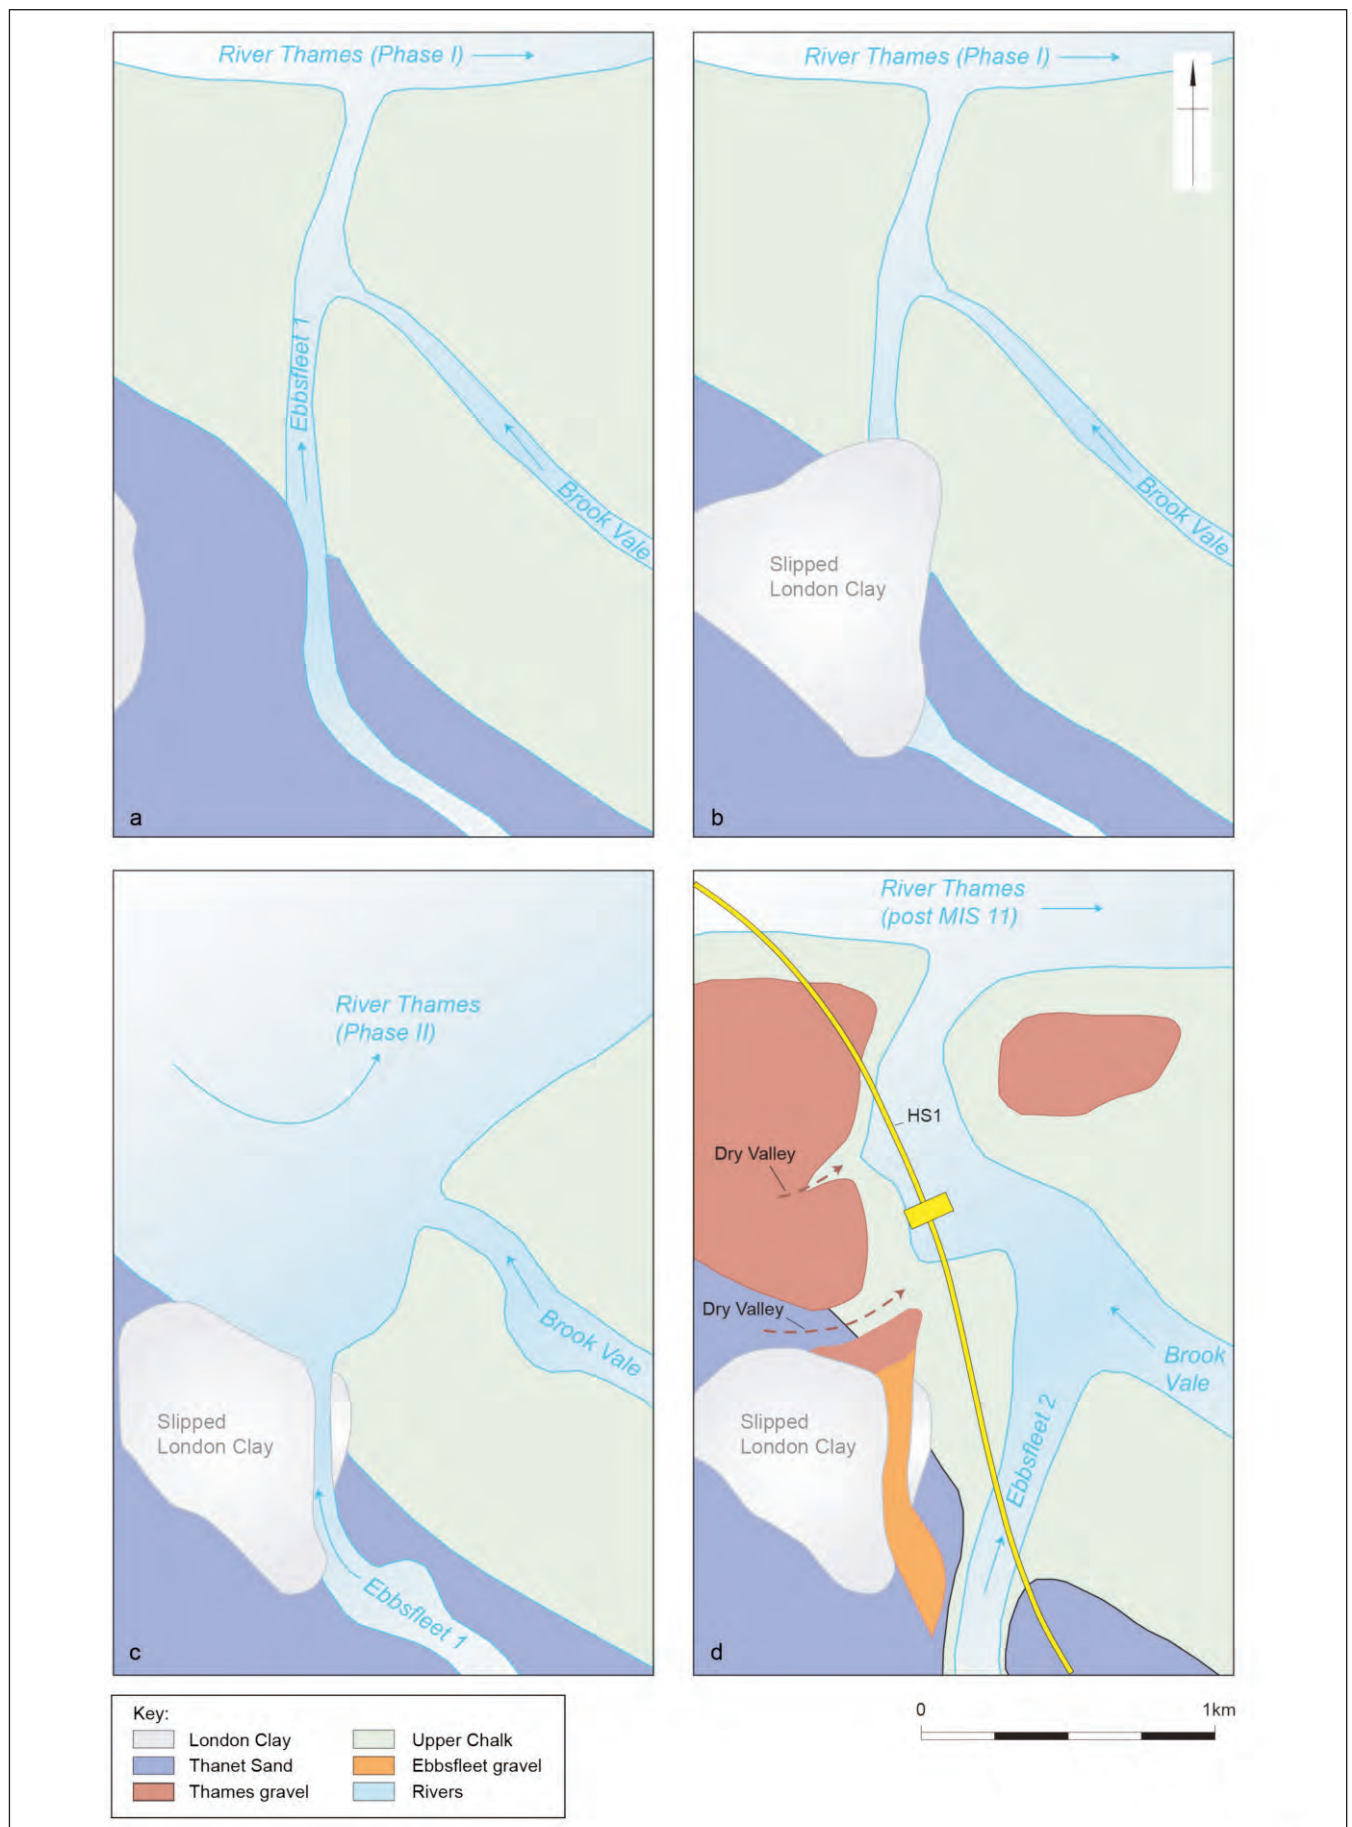 River Thames (Phase I)
Ebbsfleet 1
Brook Vale
a
River Thames (Phase I)
Brook Vale
Slipped
London Clay
b
River Thames
(Phase II)
Brook Vale
Slipped
London Clay
Ebbsfleet 1
c
River Thames
(post MIS 11)
HS1
Dry Valley
Dry Valley
Brook
Vale
Slipped
London Clay
Ebbsfleet 2
d
Key:
London Clay
Thanet Sand
Thames gravel
Upper Chalk
Ebbsfleet gravel
Rivers
0 1km